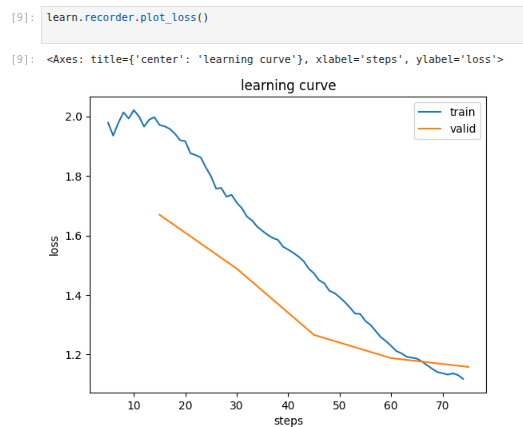 [9]: learn.recorder.plot_loss()
[9]: <Axes: title={'center': 'learning curve'}, xlabel='steps', ylabel='loss'>
learning curve
train
valid
2.0
1.8
1.6
1.4
1.2
loss
10 20 30 40 50 60 70
steps